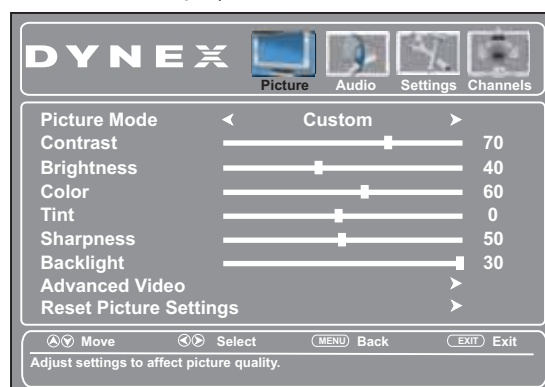 DYNEX
Picture Audio Settings Channels
Picture Mode Custom
Contrast 70
Brightness 40
Color 60
Tint 0
Sharpness 50
Backlight 30
Advanced Video
Reset Picture Settings
Move Select MENU Back EXIT Exit
Adjust settings to affect picture quality.